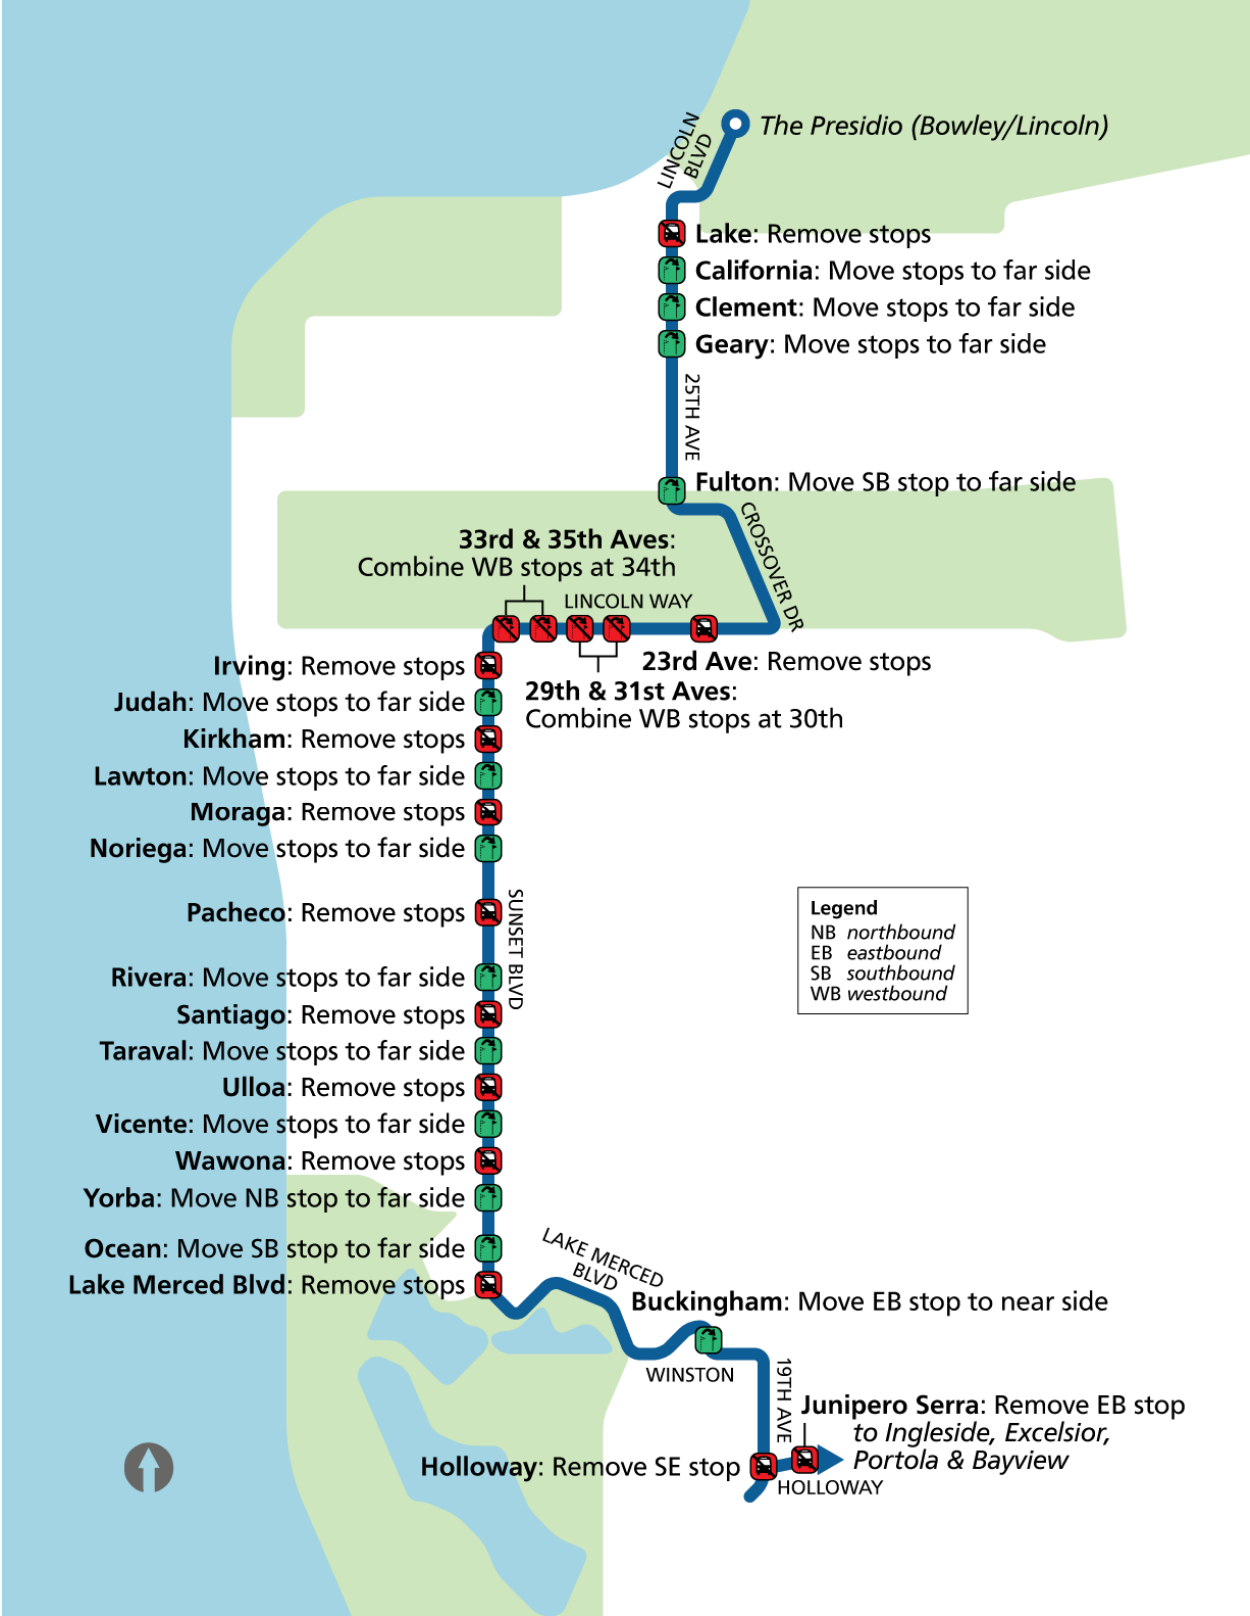 LINCOLN
BLVD
The Presidio (Bowley/Lincoln)
Lake: Remove stops
California: Move stops to far side
Clement: Move stops to far side
Geary: Move stops to far side
25TH AVE
Fulton: Move SB stop to far side
CROSSOVER DR
33rd & 35th Aves:
Combine WB stops at 34th
LINCOLN WAY
23rd Ave: Remove stops
29th & 31st Aves:
Combine WB stops at 30th
Irving: Remove stops
Judah: Move stops to far side
Kirkham: Remove stops
Lawton: Move stops to far side
Moraga: Remove stops
Noriega: Move stops to far side
Pacheco: Remove stops
SUNSET BLVD
Rivera: Move stops to far side
Santiago: Remove stops
Taraval: Move stops to far side
Ulloa: Remove stops
Vicente: Move stops to far side
Wawona: Remove stops
Yorba: Move NB stop to far side
Ocean: Move SB stop to far side
Lake Merced Blvd: Remove stops
Legend
NB northbound
EB eastbound
SB southbound
WB westbound
LAKE MERCED
BLVD
Buckingham: Move EB stop to near side
WINSTON
19TH AVE
Junipero Serra: Remove EB stop
to Ingleside, Excelsior,
Portola & Bayview
Holloway: Remove SE stop
HOLLOWAY